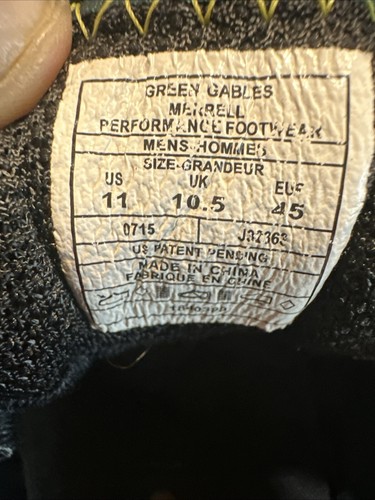 GREEN GABLES
MERRELL
PERFORMANCE FOOTWEAR
MENS-HOMMES
SIZE-GRANDEUR
US UK EUR
11 10.5 45
0715
US PATENT PENDING
MADE IN CHINA
FABRIQUE EN CHINE